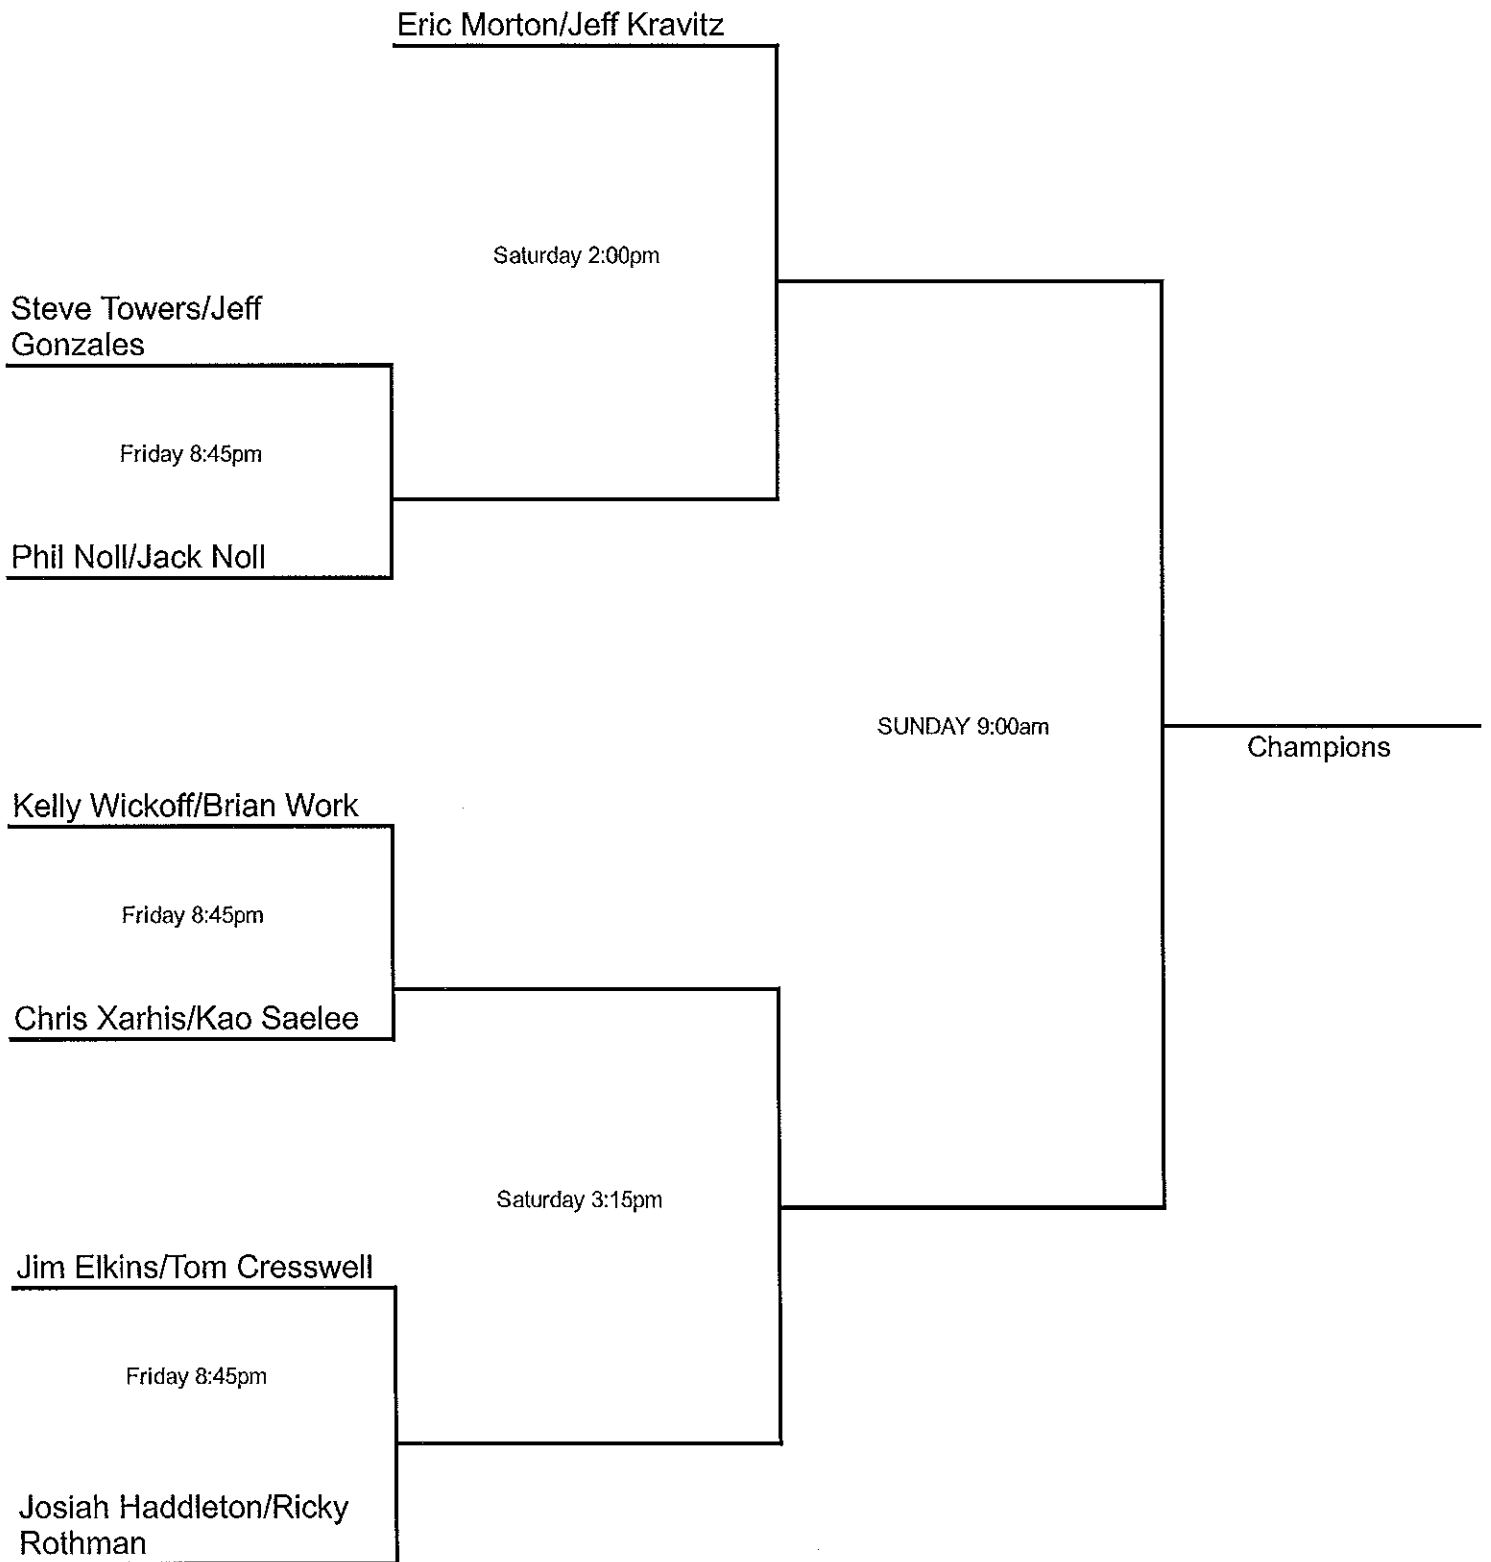 Eric Morton/Jeff Kravitz
Saturday 2:00pm
Steve Towers/Jeff
Gonzales
Friday 8:45pm
Phil Noll/Jack Noll
SUNDAY 9:00am
Champions
Kelly Wickoff/Brian Work
Friday 8:45pm
Chris Xarhis/Kao Saelee
Saturday 3:15pm
Jim Elkins/Tom Cresswell
Friday 8:45pm
Josiah Haddleton/Ricky
Rothman